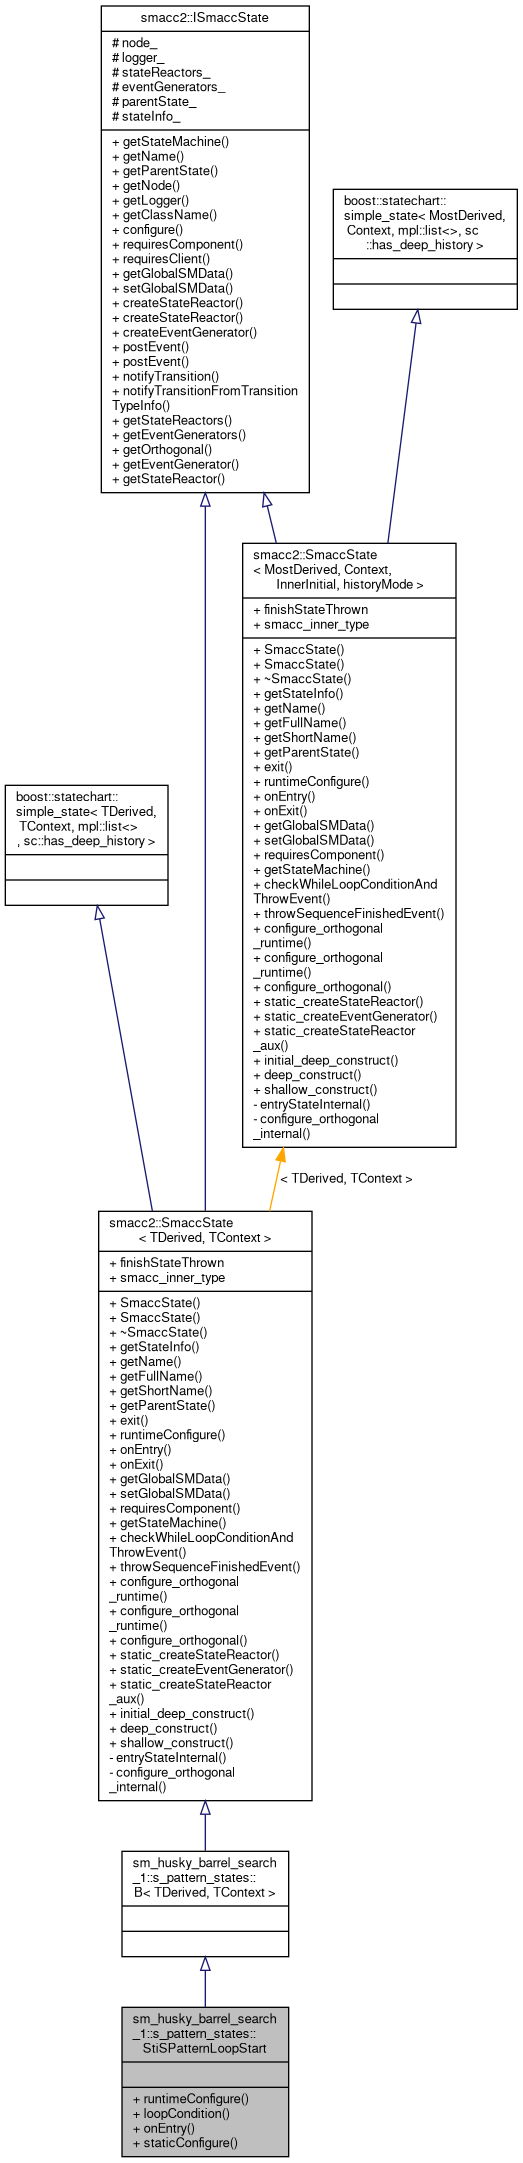 smacc2::ISmaccState
# node_
# logger_
# stateReactors_
# eventGenerators_
# parentState_
# stateInfo_
+ getStateMachine()
+ getName()
+ getParentState()
+ getNode()
+ getLogger()
+ getClassName()
+ configure()
+ requiresComponent()
+ requiresClient()
+ getGlobalSMData()
+ setGlobalSMData()
+ createStateReactor()
+ createStateReactor()
+ createEventGenerator()
+ postEvent()
+ postEvent()
+ notifyTransition()
+ notifyTransitionFromTransition
TypeInfo()
+ getStateReactors()
+ getEventGenerators()
+ getOrthogonal()
+ getEventGenerator()
+ getStateReactor()
boost::statechart::
simple_state< MostDerived,
Context, mpl::list<>, sc
::has_deep_history >
smacc2::SmaccState
< MostDerived, Context,
InnerInitial, historyMode >
+ finishStateThrown
+ smacc_inner_type
+ SmaccState()
+ SmaccState()
+ ~SmaccState()
+ getStateInfo()
+ getName()
+ getFullName()
+ getShortName()
+ getParentState()
+ exit()
+ runtimeConfigure()
+ onEntry()
+ onExit()
+ getGlobalSMData()
+ setGlobalSMData()
+ requiresComponent()
+ getStateMachine()
+ checkWhileLoopConditionAnd
ThrowEvent()
+ throwSequenceFinishedEvent()
+ configure_orthogonal
_runtime()
+ configure_orthogonal
_runtime()
+ configure_orthogonal()
+ static_createStateReactor()
+ static_createEventGenerator()
+ static_createStateReactor
_aux()
+ initial_deep_construct()
+ deep_construct()
+ shallow_construct()
- entryStateInternal()
- configure_orthogonal
_internal()
boost::statechart::
simple_state< TDerived,
TContext, mpl::list<>
, sc::has_deep_history >
< TDerived, TContext >
smacc2::SmaccState
< TDerived, TContext >
+ finishStateThrown
+ smacc_inner_type
+ SmaccState()
+ SmaccState()
+ ~SmaccState()
+ getStateInfo()
+ getName()
+ getFullName()
+ getShortName()
+ getParentState()
+ exit()
+ runtimeConfigure()
+ onEntry()
+ onExit()
+ getGlobalSMData()
+ setGlobalSMData()
+ requiresComponent()
+ getStateMachine()
+ checkWhileLoopConditionAnd
ThrowEvent()
+ throwSequenceFinishedEvent()
+ configure_orthogonal
_runtime()
+ configure_orthogonal
_runtime()
+ configure_orthogonal()
+ static_createStateReactor()
+ static_createEventGenerator()
+ static_createStateReactor
_aux()
+ initial_deep_construct()
+ deep_construct()
+ shallow_construct()
- entryStateInternal()
- configure_orthogonal
_internal()
sm_husky_barrel_search
_1::s_pattern_states::
B< TDerived, TContext >
sm_husky_barrel_search
_1::s_pattern_states::
StiSPatternLoopStart
+ runtimeConfigure()
+ loopCondition()
+ onEntry()
+ staticConfigure()